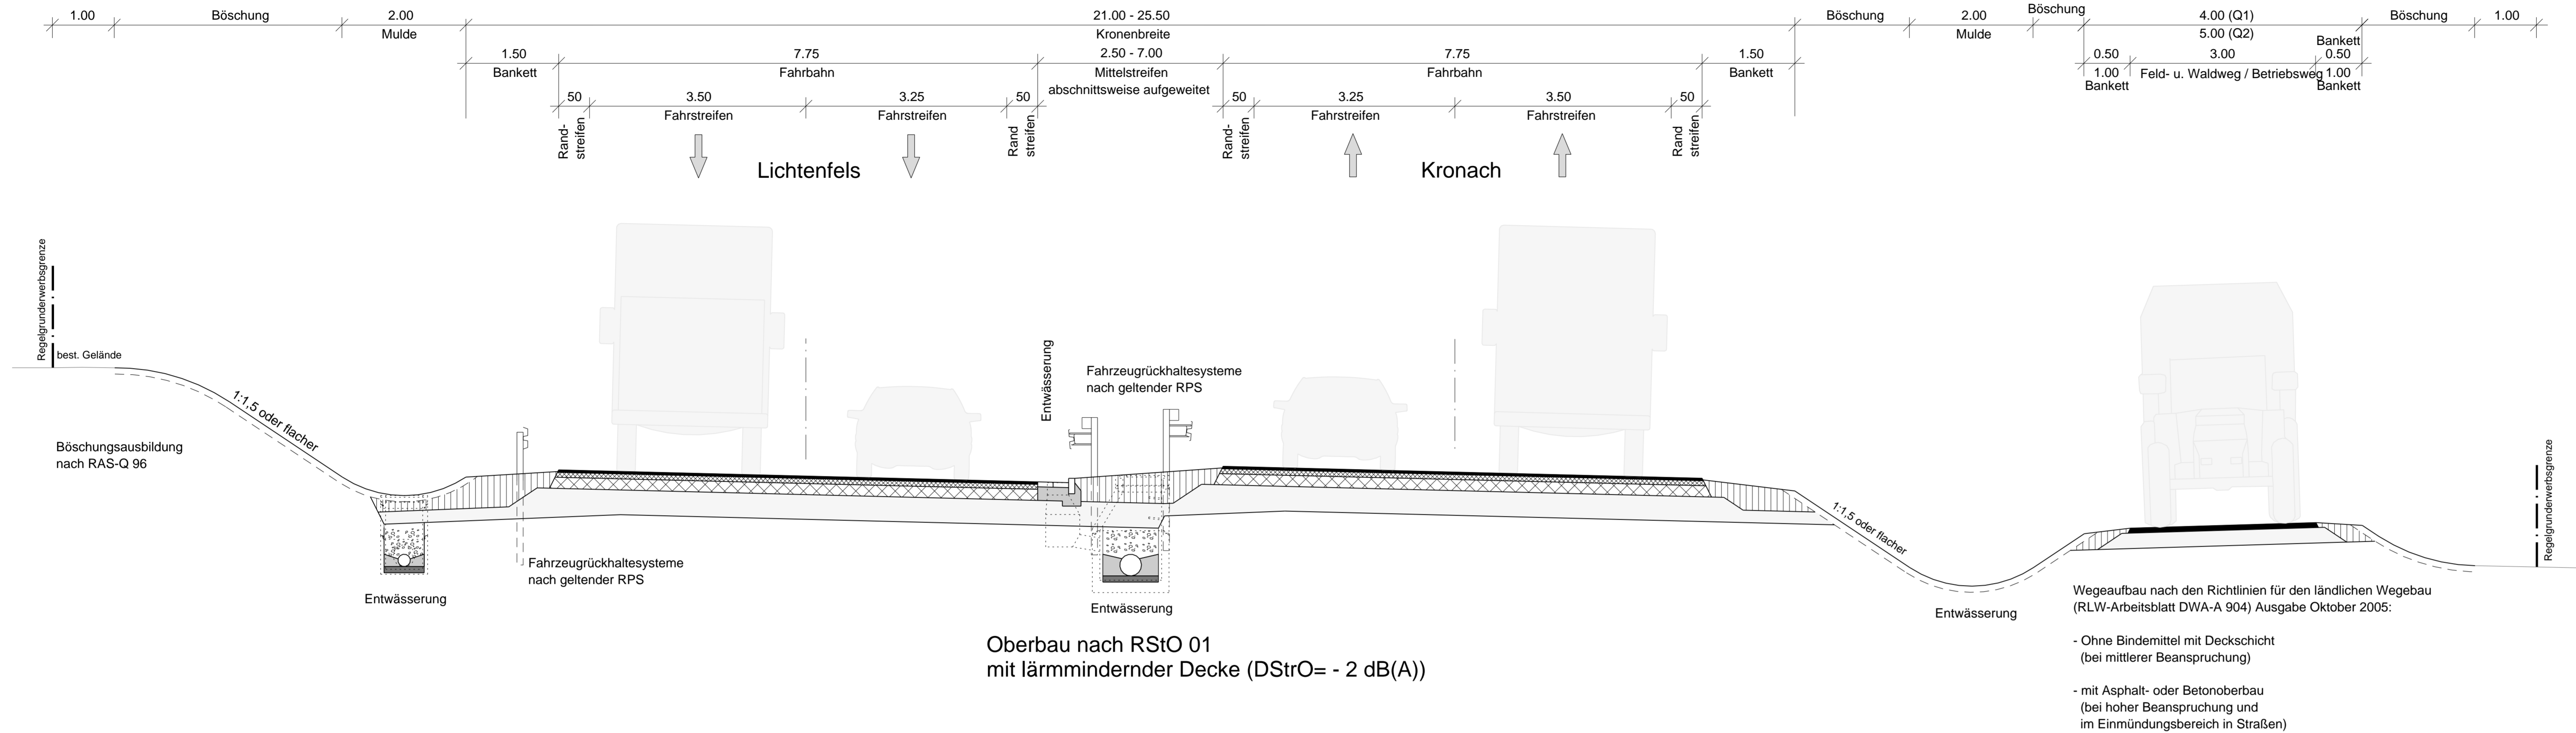 1.00
Böschung
2.00
Mulde
21.00 - 25.50
Kronenbreite
Böschung
2.00
Mulde
Böschung
4.00 (Q1)
5.00 (Q2)
Böschung
1.00
1.50
Bankett
7.75
Fahrbahn
2.50 - 7.00
Mittelstreifen
abschnittsweise aufgeweitet
7.75
Fahrbahn
1.50
Bankett
0.50
1.00
Bankett
3.00
Feld- u. Waldweg / Betriebsweg
Bankett
0.50
1.00
Bankett
50
Rand-
streifen
3.50
Fahrstreifen
3.25
Fahrstreifen
50
Rand
streifen
50
Rand-
streifen
3.25
Fahrstreifen
3.50
Fahrstreifen
50
Rand
streifen
Lichtenfels
Kronach
Regelgrunderwerbsgrenze
best. Gelände
1:1,5 oder flacher
Böschungsausbildung
nach RAS-Q 96
Entwässerung
Fahrzeugrückhaltesysteme
nach geltender RPS
Entwässerung
Fahrzeugrückhaltesysteme
nach geltender RPS
Entwässerung
1:1,5 oder flacher
Entwässerung
Regelgrunderwerbsgrenze
Oberbau nach RStO 01
mit lärmmindernder Decke (DStrO= - 2 dB(A))
Wegeaufbau nach den Richtlinien für den ländlichen Wegebau
(RLW-Arbeitsblatt DWA-A 904) Ausgabe Oktober 2005:
- Ohne Bindemittel mit Deckschicht
(bei mittlerer Beanspruchung)
- mit Asphalt- oder Betonoberbau
(bei hoher Beanspruchung und
im Einmündungsbereich in Straßen)